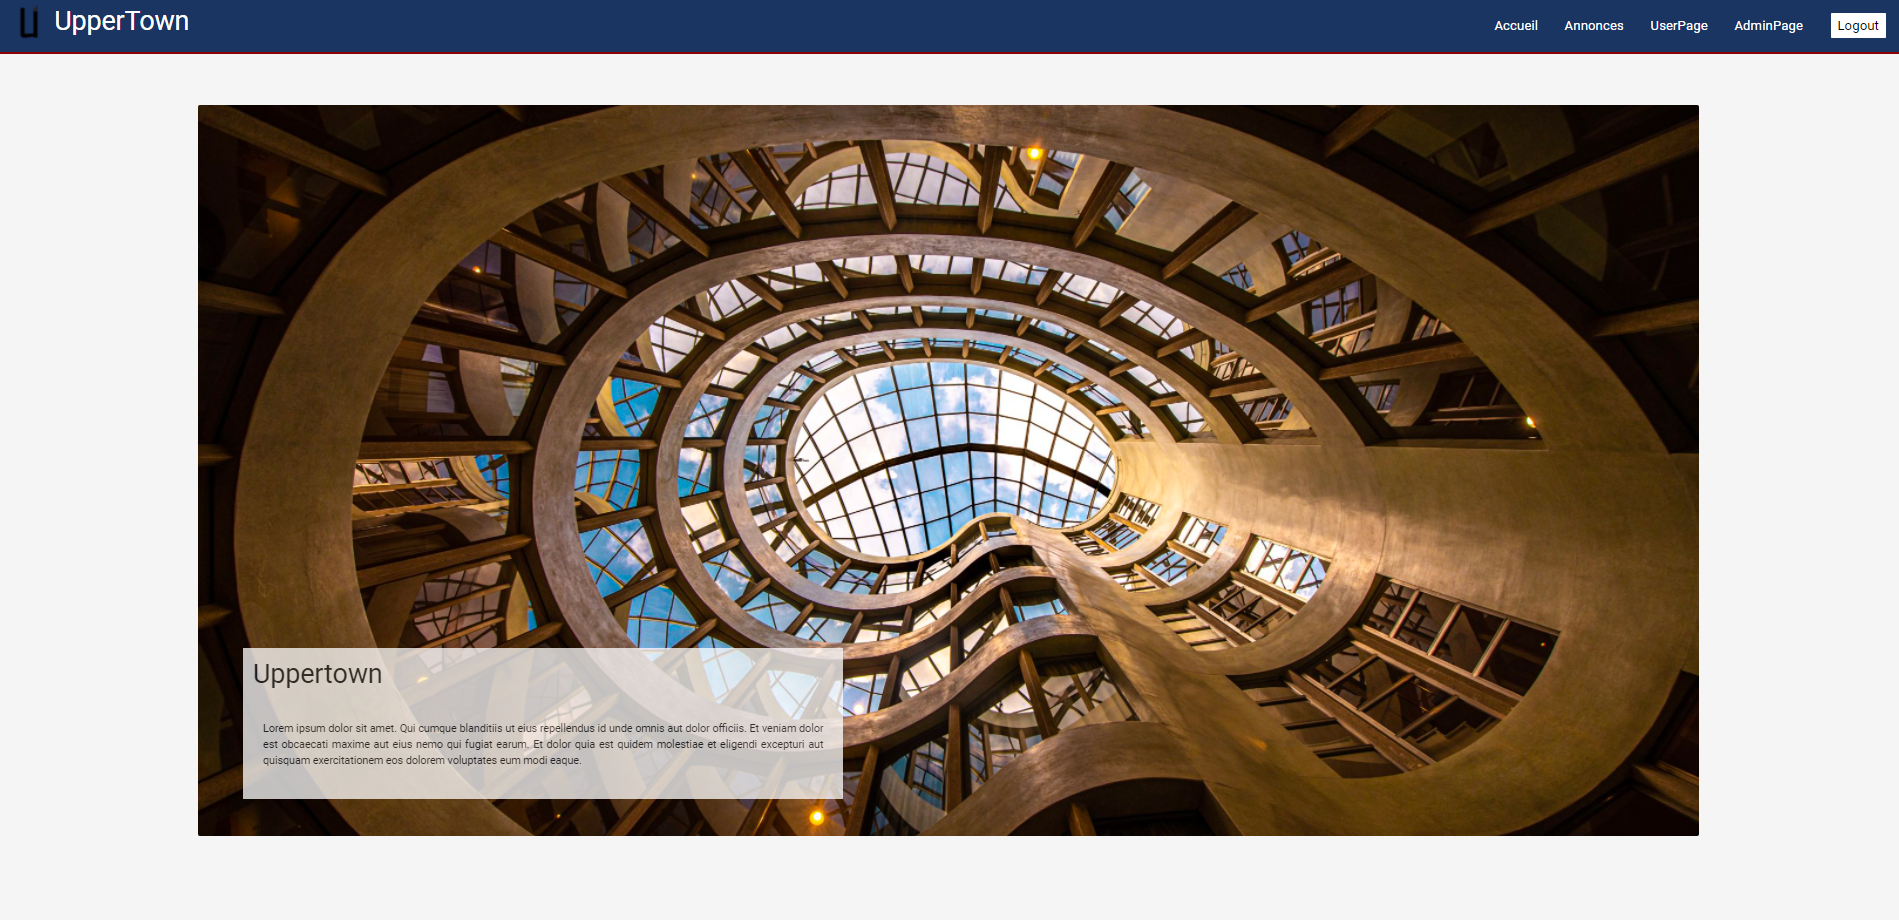 U UpperTown
Accueil Annonces UserPage AdminPage Logout
Uppertown
Lorem ipsum dolor sit amet. Qui cumque blanditiis ut eius repellendus id unde omnis aut dolor officiis. Et veniam dolor
est obcaecati maxime aut eius nemo qui fugiat earum. Et dolor quia est quidem molestiae et eligendi excepturi aut
quisquam exercitationem eos dolorem voluptates eum modi eaque.